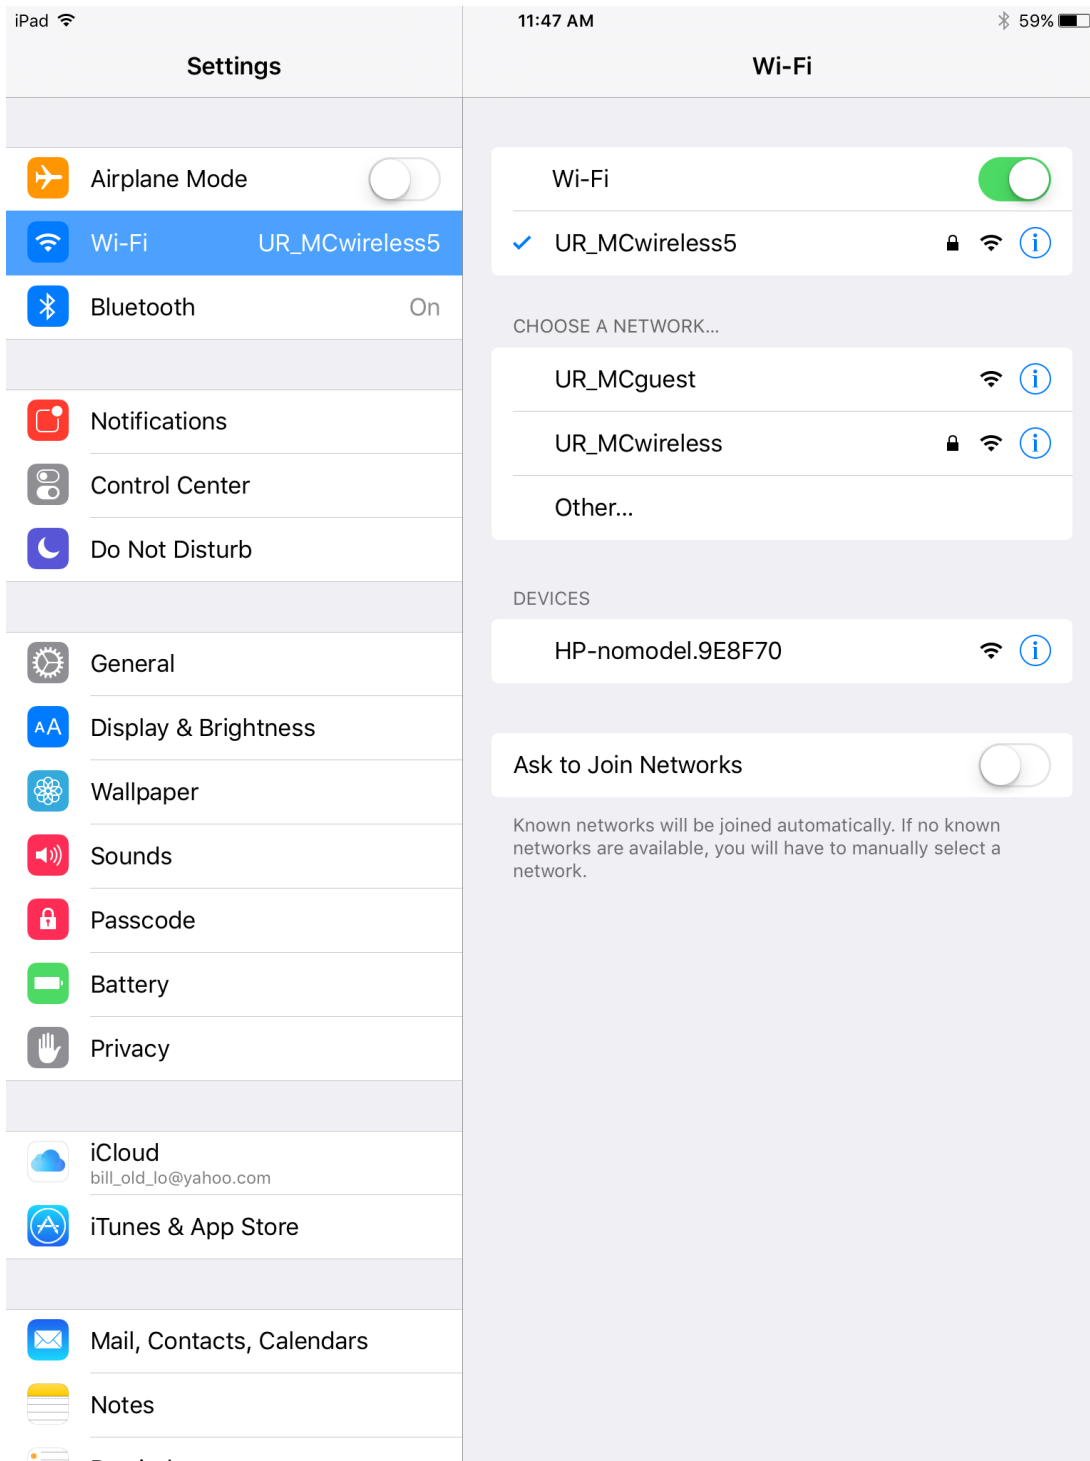 iPad
11:47 AM
59%
Settings
Wi-Fi
Airplane Mode
Wi-Fi UR_MCwireless5
Bluetooth On
Notifications
Control Center
Do Not Disturb
General
AA Display & Brightness
Wallpaper
Sounds
Passcode
Battery
Privacy
iCloud
bill_old_lo@yahoo.com
iTunes & App Store
Mail, Contacts, Calendars
Notes
Wi-Fi
UR_MCwireless5
CHOOSE A NETWORK...
UR_MCguest
UR_MCwireless
Other...
DEVICES
HP-nomodel.9E8F70
Ask to Join Networks
Known networks will be joined automatically. If no known
networks are available, you will have to manually select a
network.